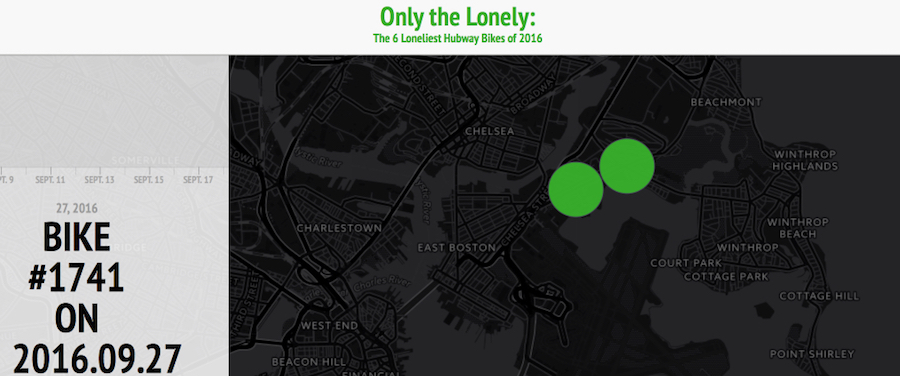 Only the Lonely:
The 6 Loneliest Hubway Bikes of 2016
SOMERVILLE
SEPT. 11 SEPT. 13 SEPT. 15 SEPT. 17
27, 2016
BIKE
#1741
ON
2016.09.27
BROADWAY
BEACHMONT
CHELSEA
WINTHROP
HIGHLANDS
CHARLESTOWN
EAST BOSTON
WINTHROP
BEACH
WINTHROP
COURT PARK
COTTAGE PARK
Charles River
COTTAGE HILL
WEST END
BEACON HILL
POINT SHIRLEY